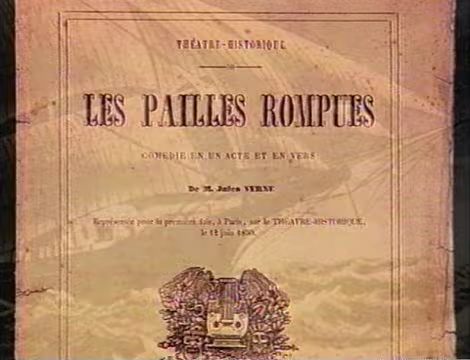 THÉATRE-HISTORIQUE
LES PAILLES ROMPUES
COMÉDIE EN UN ACTE ET EN VERS
De M. Jules VERNE
Représentée pour la première fois, à Paris, sur le THÉATRE-HISTORIQUE,
le 12 juin 1850.